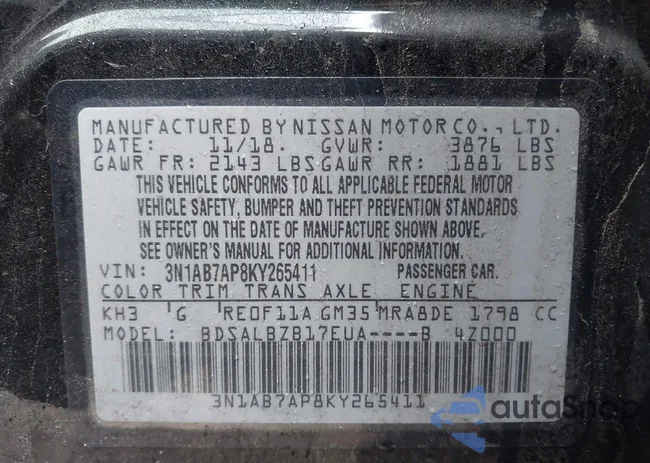 MANUFACTURED BY NISSAN MOTOR CO., LTD.
DATE: 11/18. GVWR: 3876 LBS
GAWR FR: 2143 LBS GAWR RR: 1881 LBS
THIS VEHICLE CONFORMS TO ALL APPLICABLE FEDERAL MOTOR
VEHICLE SAFETY, BUMPER AND THEFT PREVENTION STANDARDS
IN EFFECT ON THE DATE OF MANUFACTURE SHOWN ABOVE.
SEE OWNER'S MANUAL FOR ADDITIONAL INFORMATION.
VIN: 3N1AB7AP8KY265411 PASSENGER CAR.
COLOR TRIM TRANS AXLE ENGINE
KH3 G RE0F11A GM35 MRA8DE 1798 CC
MODEL: BDSALBZB17EUA----B 4Z000
3N1AB7AP8KY265411
autoSnap